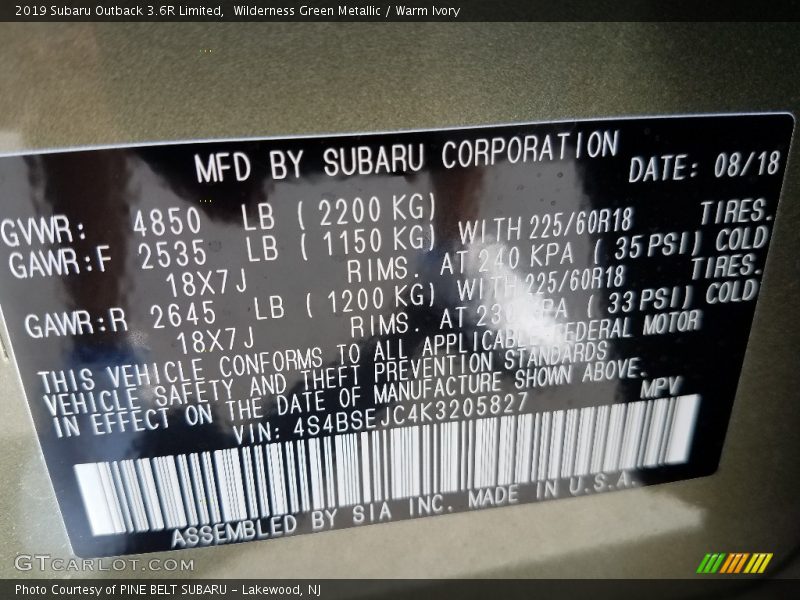 2019 Subaru Outback 3.6R Limited, Wilderness Green Metallic / Warm Ivory
MFD BY SUBARU CORPORATION DATE: 08/18
GVWR: 4850 LB ( 2200 KG)
GAWR:F 2535 LB ( 1150 KG) WITH 225/60R18 TIRES.
18X7J RIMS. AT 240 KPA ( 35 PSI) COLD
GAWR:R 2645 LB ( 1200 KG) WITH 225/60R18 TIRES.
18X7J RIMS. AT 230 KPA ( 33 PSI) COLD
THIS VEHICLE CONFORMS TO ALL APPLICABLE FEDERAL MOTOR
VEHICLE SAFETY AND THEFT PREVENTION STANDARDS
IN EFFECT ON THE DATE OF MANUFACTURE SHOWN ABOVE.
VIN: 4S4BSEJC4K3205827 MPV
ASSEMBLED BY SIA INC. MADE IN U.S.A.
GTCARLOT.COM
Photo Courtesy of PINE BELT SUBARU - Lakewood, NJ